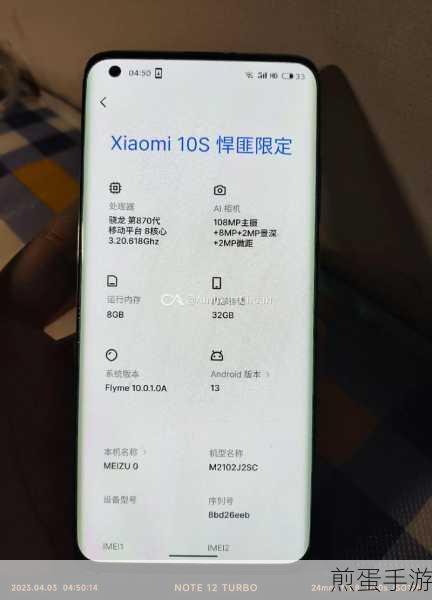 04:50
HD 33
Xiaomi 10S 悍匪限定
处理器
骁龙 第870代
移动平台 8核心
3.20.618Ghz
AI 相机
108MP主摄
+8MP+2MP景深
+2MP微距
运行内存
8GB
32GB
系统版本
Flyme 10.0.1.0A
Android 版本
13
本机名称
MEIZU 0
机型名称
M2102J2SC
设备型号
序列号
8bd26eeb
IMEI1
IMEI2
2023.04.03 04:50:14
NOTE 12 TURBO
24mm
煎蛋手游